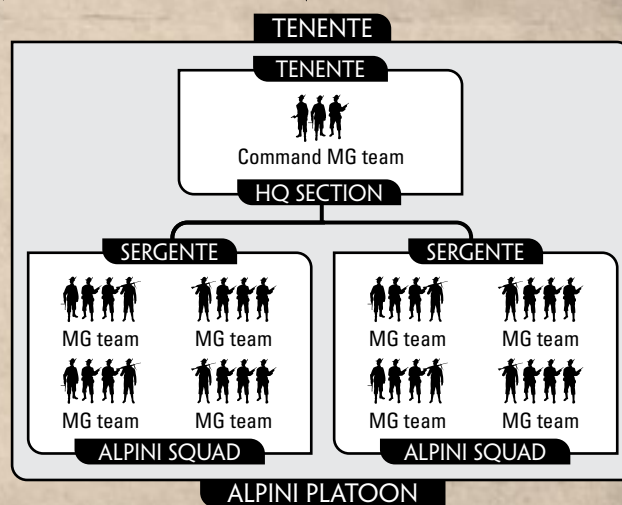 TENENTE
TENENTE
Command MG team
HQ SECTION
SERGENTE
SERGENTE
MG team
MG team
MG team
MG team
MG team
MG team
MG team
MG team
ALPINI SQUAD
ALPINI SQUAD
ALPINI PLATOON